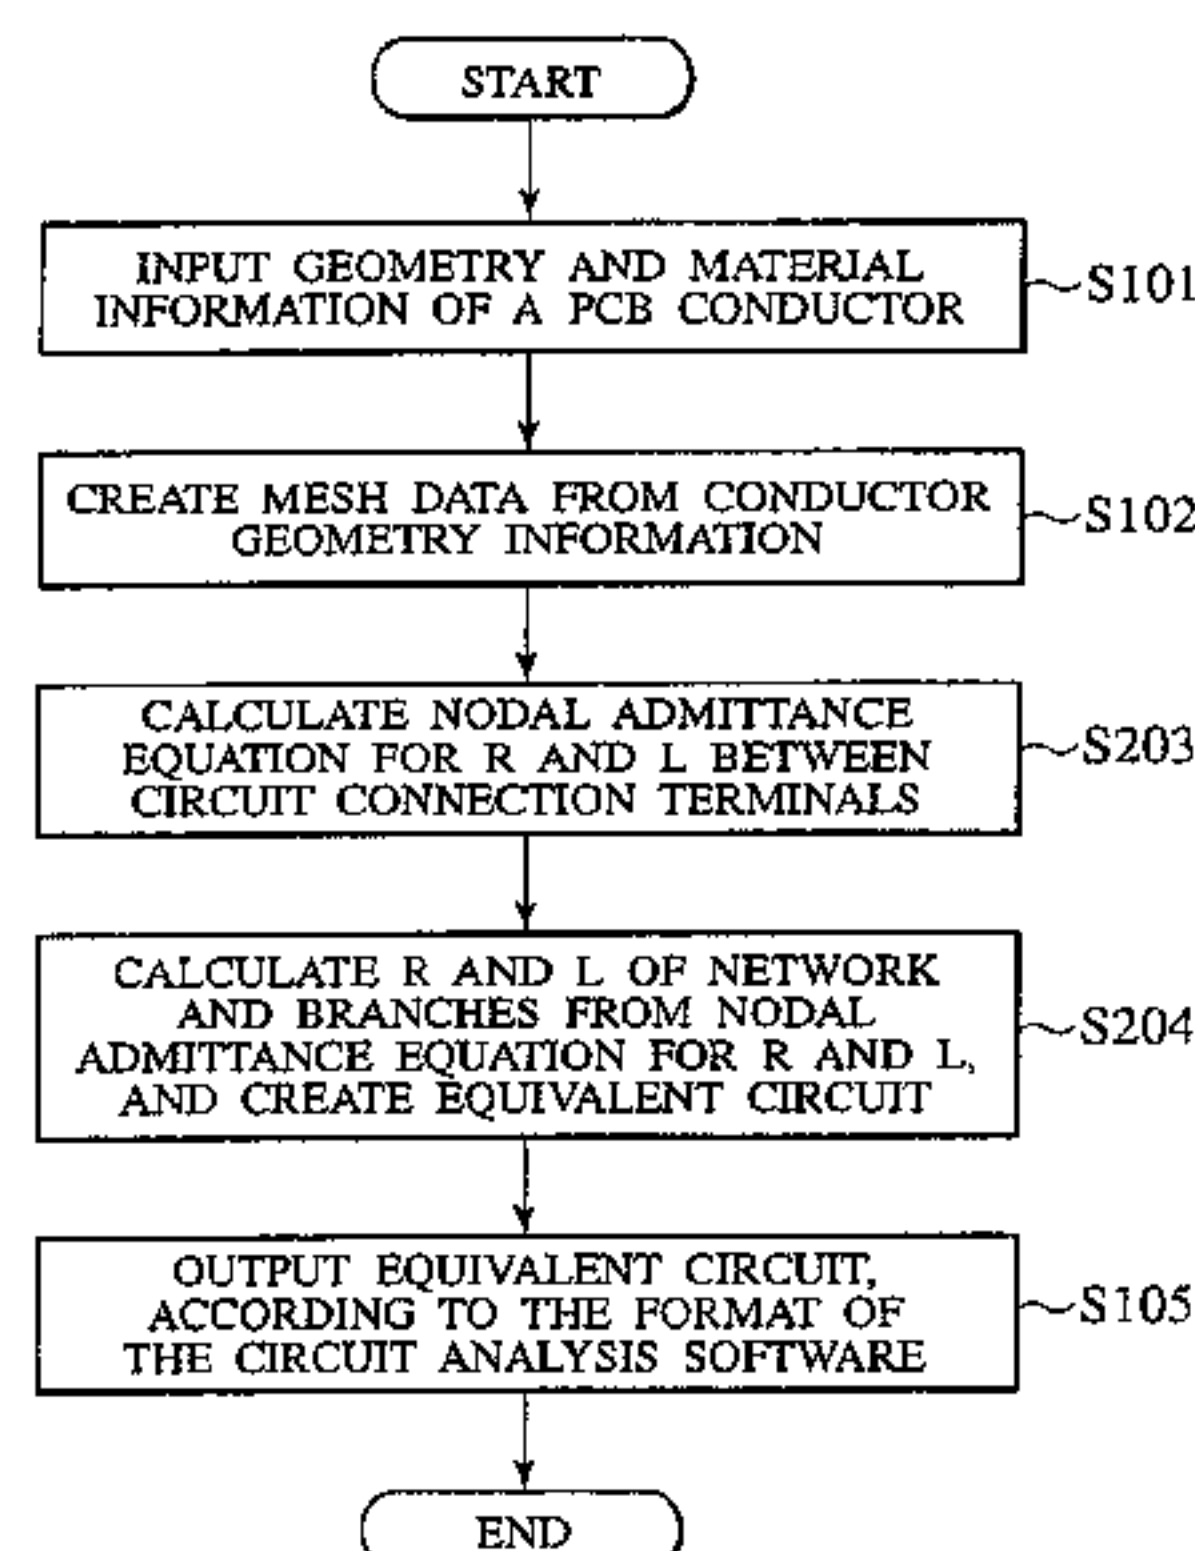 START
INPUT GEOMETRY AND MATERIAL
INFORMATION OF A PCB CONDUCTOR
S101
CREATE MESH DATA FROM CONDUCTOR
GEOMETRY INFORMATION
S102
CALCULATE NODAL ADMITTANCE
EQUATION FOR R AND L BETWEEN
CIRCUIT CONNECTION TERMINALS
S203
CALCULATE R AND L OF NETWORK
AND BRANCHES FROM NODAL
ADMITTANCE EQUATION FOR R AND L,
AND CREATE EQUIVALENT CIRCUIT
S204
OUTPUT EQUIVALENT CIRCUIT,
ACCORDING TO THE FORMAT OF
THE CIRCUIT ANALYSIS SOFTWARE
S105
END